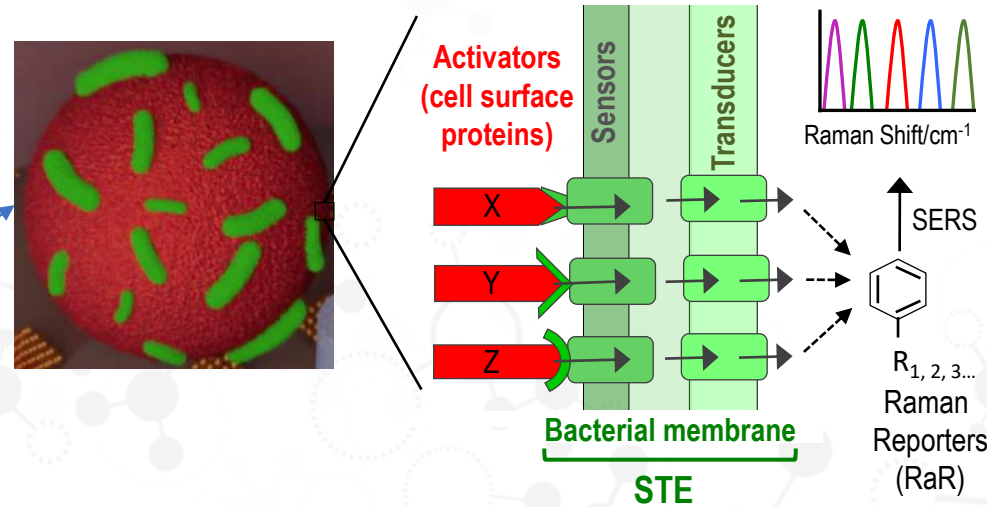 Activators
(cell surface
proteins)
Sensors
Transducers
Raman Shift/cm⁻¹
SERS
X
Y
Z
R₁, ₂, ₃...
Raman
Reporters
(RaR)
Bacterial membrane
STE